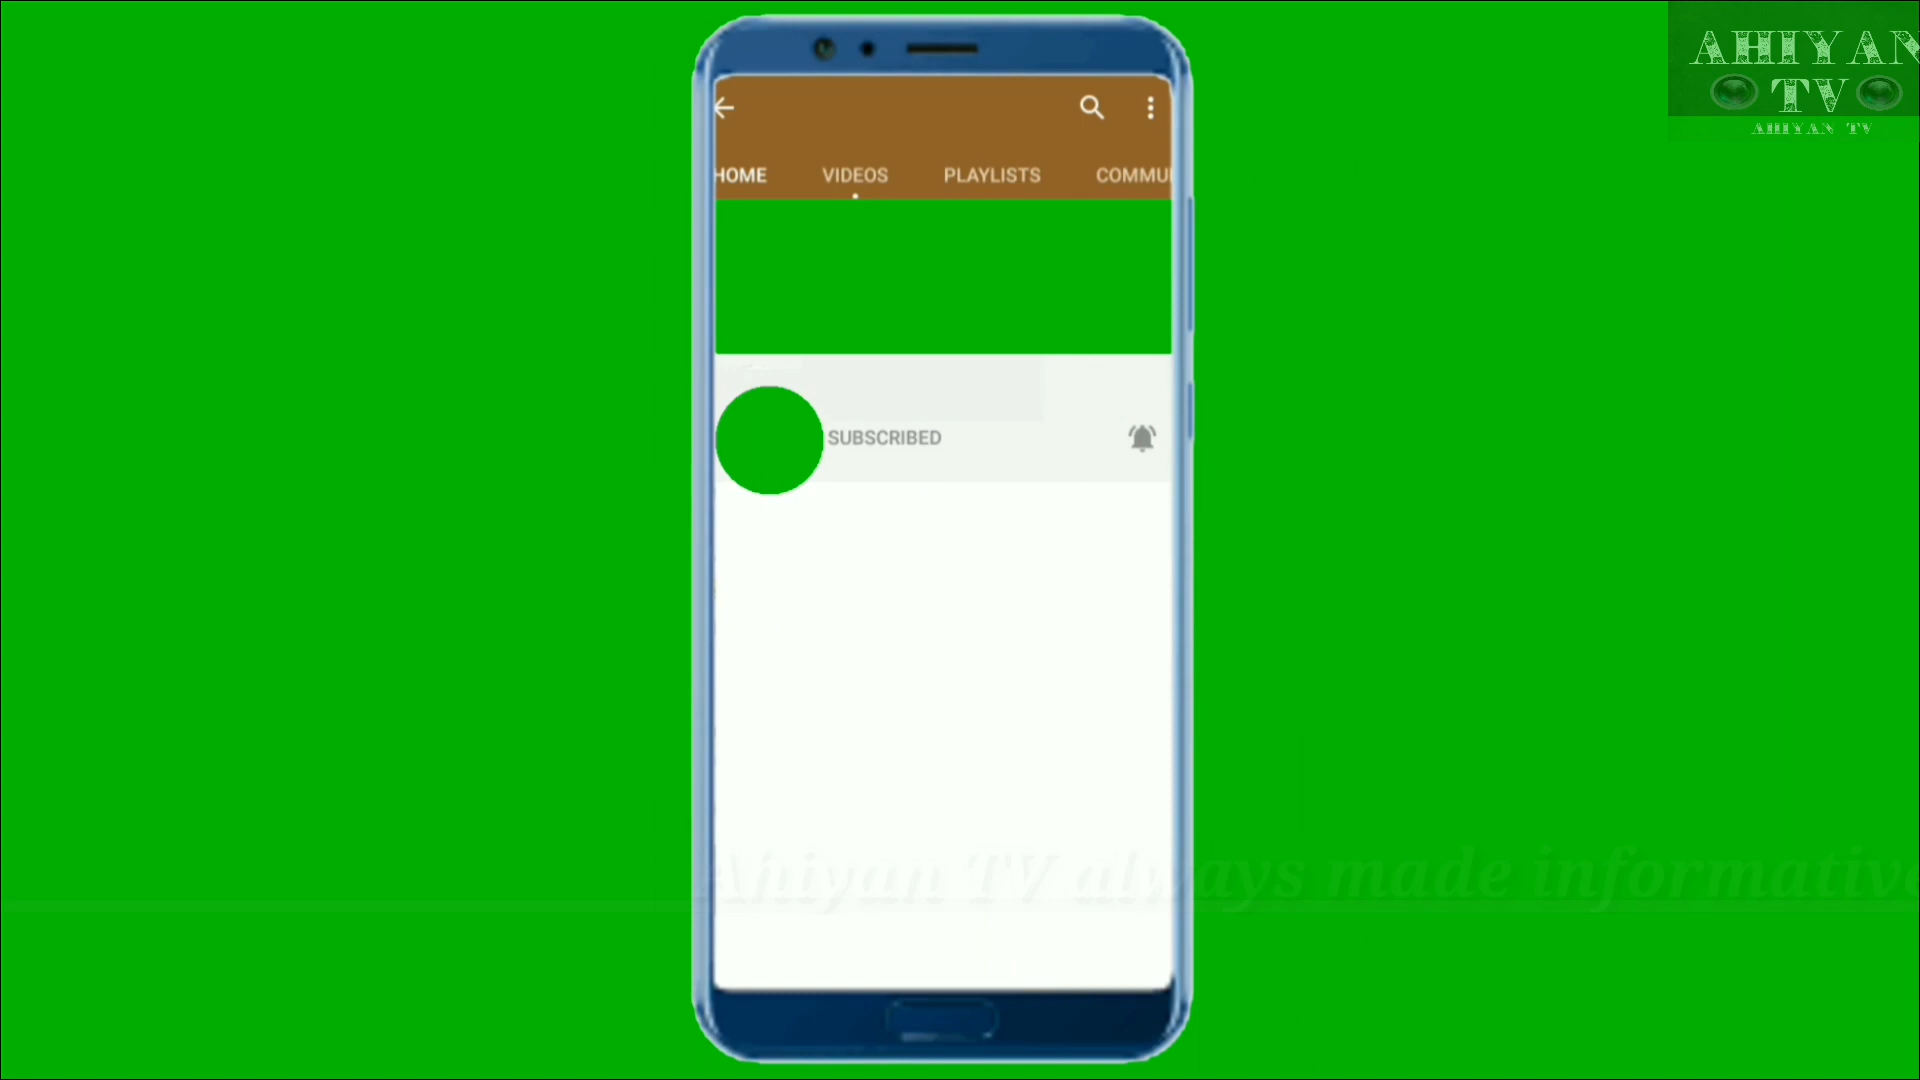 AHIYAN
TV
AHIYAN TV
HOME VIDEOS PLAYLISTS COMMU
SUBSCRIBED
Ahiyan TV always made informative